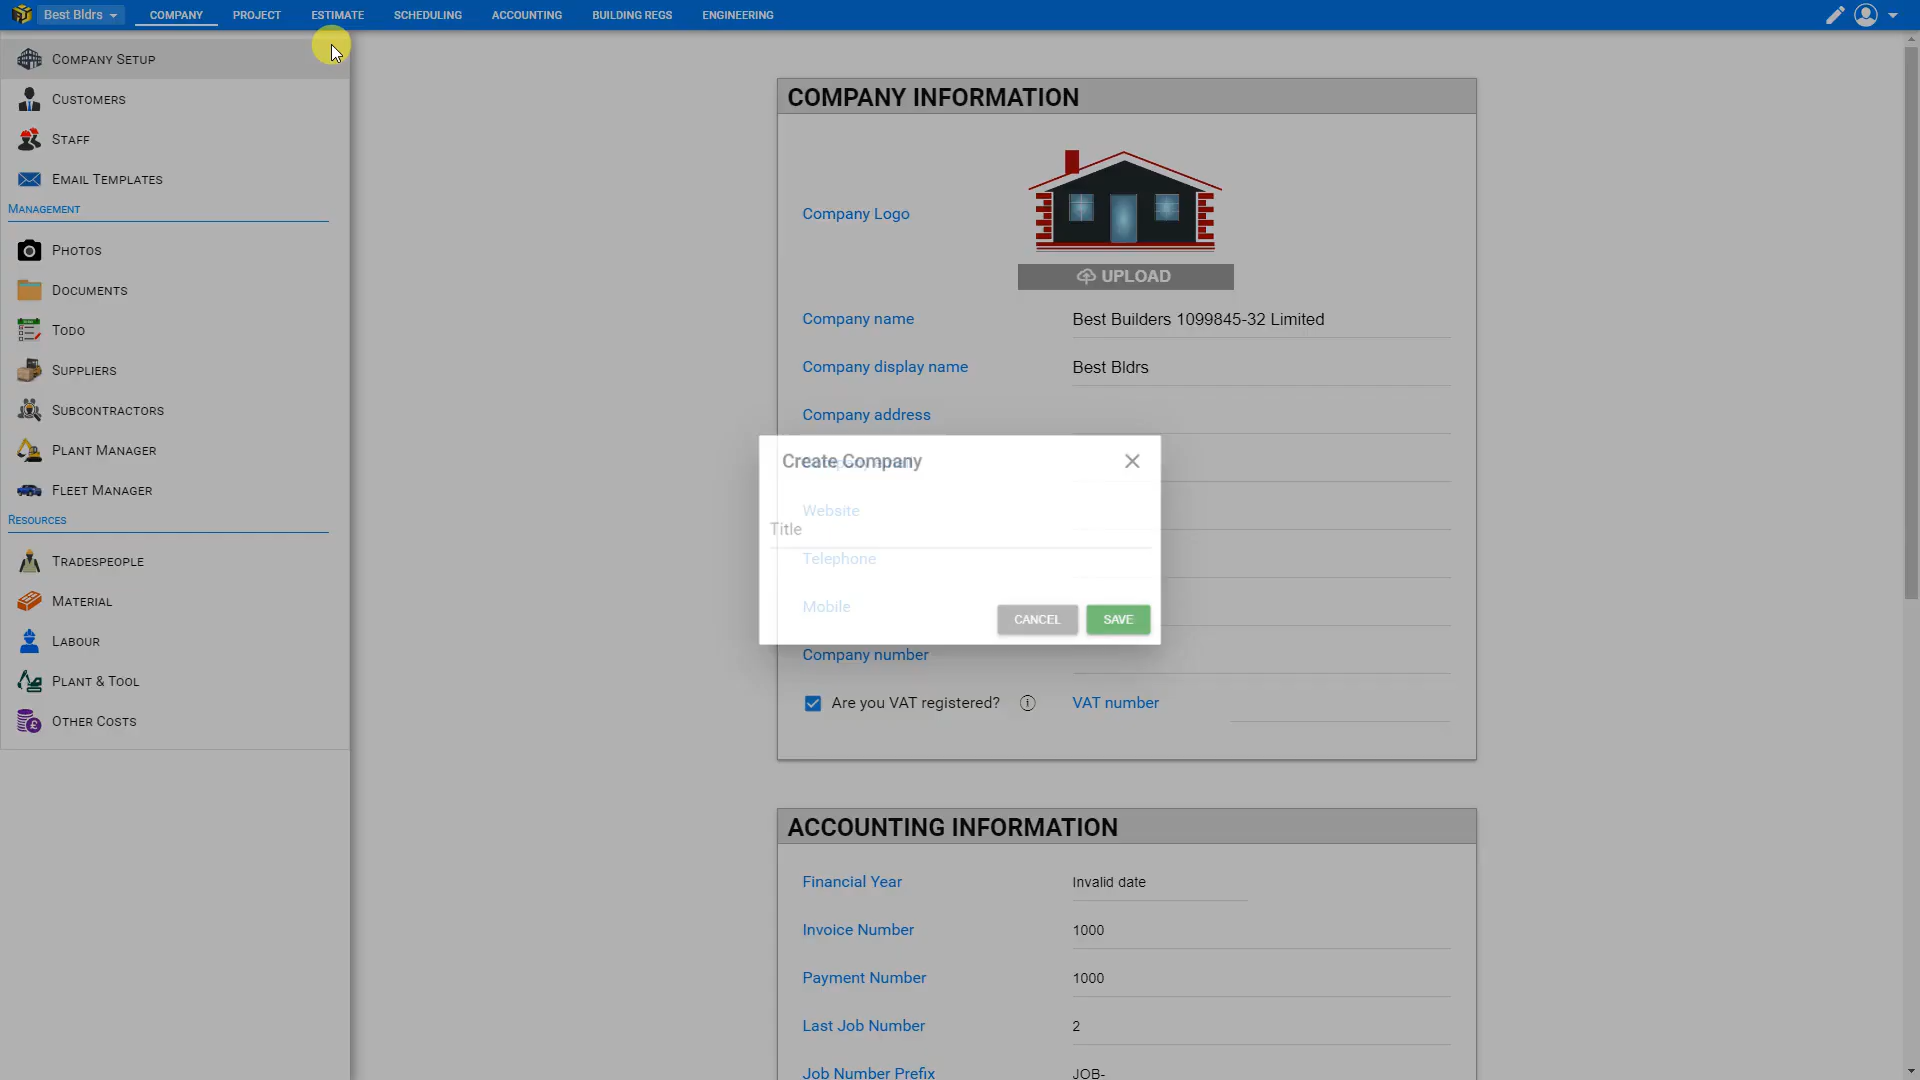 Best Bldrs
COMPANY
PROJECT
ESTIMATE
SCHEDULING
ACCOUNTING
BUILDING REGS
ENGINEERING
Company Setup
Customers
Staff
Email Templates
Management
Photos
Documents
Todo
Suppliers
Subcontractors
Plant Manager
Fleet Manager
Resources
Tradespeople
Material
Labour
Plant & Tool
Other Costs
COMPANY INFORMATION
Company Logo
UPLOAD
Company name
Best Builders 1099845-32 Limited
Company display name
Best Bldrs
Company address
Create Company
Website
Title
Telephone
Mobile
CANCEL
SAVE
Company number
Are you VAT registered?
VAT number
ACCOUNTING INFORMATION
Financial Year
Invalid date
Invoice Number
1000
Payment Number
1000
Last Job Number
2
Job Number Prefix
JOB-